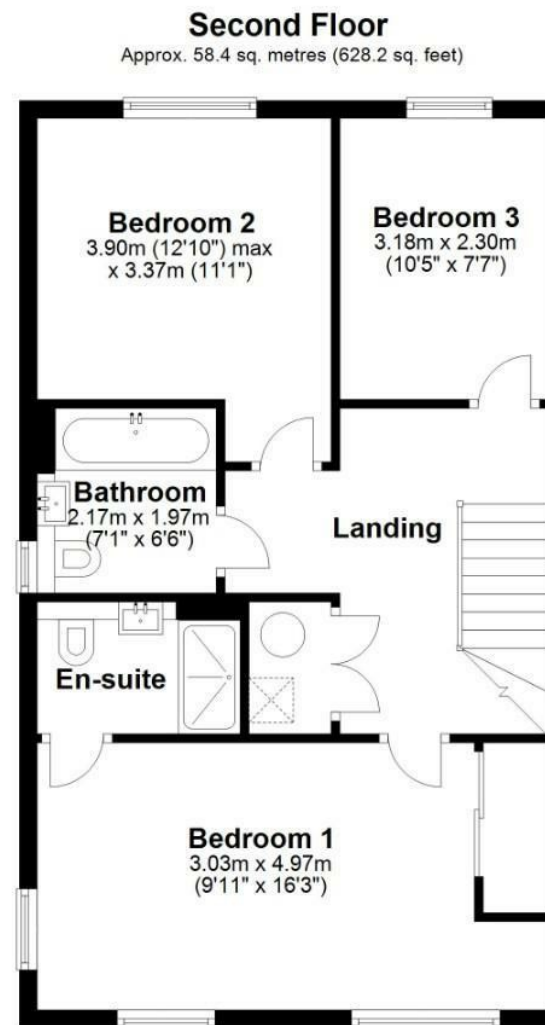 Second Floor
Approx. 58.4 sq. metres (628.2 sq. feet)
Bedroom 2
3.90m (12'10") max
x 3.37m (11'1")
Bedroom 3
3.18m x 2.30m
(10'5" x 7'7")
Bathroom
2.17m x 1.97m
(7'1" x 6'6")
Landing
En-suite
Bedroom 1
3.03m x 4.97m
(9'11" x 16'3")